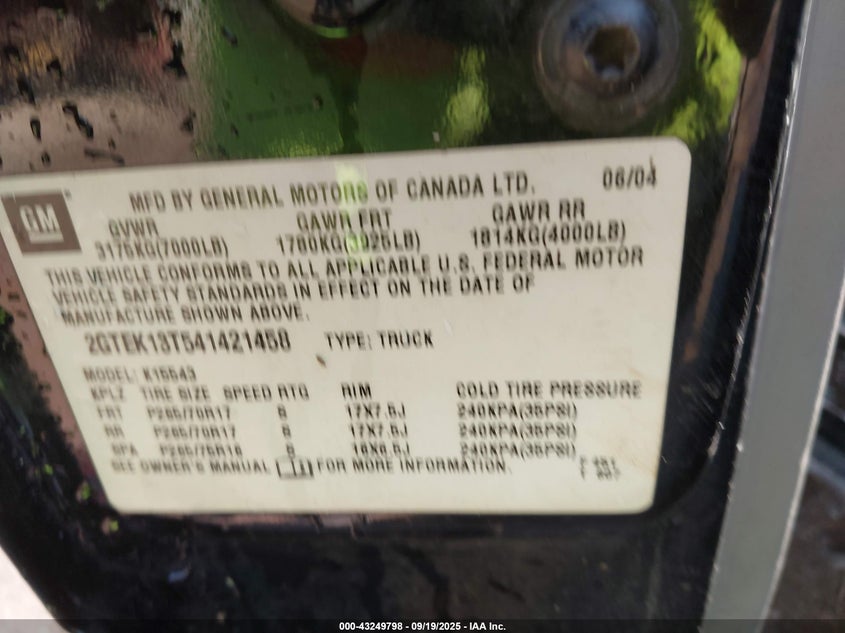 GM
MFD BY GENERAL MOTORS OF CANADA LTD. 06/04
GVWR GAWR FRT GAWR RR
3175KG(7000LB) 1780KG(3925LB) 1814KG(4000LB)
THIS VEHICLE CONFORMS TO ALL APPLICABLE U.S. FEDERAL MOTOR
VEHICLE SAFETY STANDARDS IN EFFECT ON THE DATE OF
MANUFACTURE SHOWN ABOVE.
2GTEK13T541421458 TYPE: TRUCK
MODEL: K15543
KPLZ TIRE SIZE SPEED RTG RIM COLD TIRE PRESSURE
FRT P265/70R17 S 17X7.5J 240KPA(35PSI)
RR P265/70R17 S 17X7.5J 240KPA(35PSI)
SPA P265/75R16 S 16X6.5J 240KPA(35PSI)
SEE OWNER'S MANUAL FOR MORE INFORMATION.
000-43249798 - 09/19/2025 - IAA Inc.